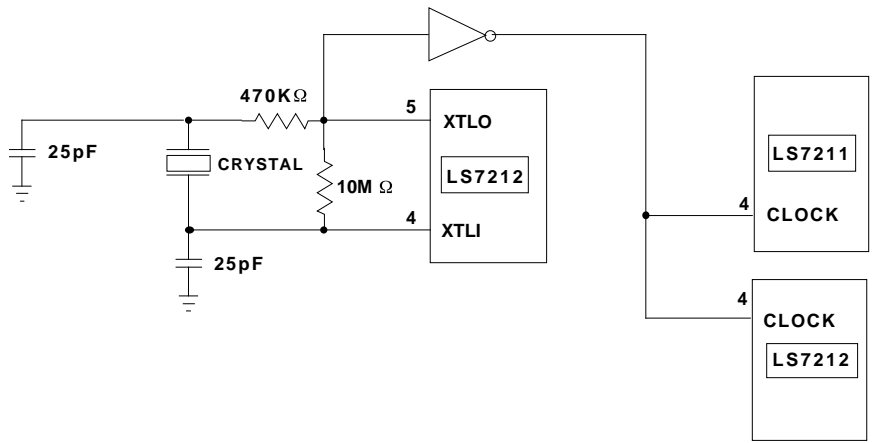 470KΩ
5
XTLO
25pF
CRYSTAL
10M Ω
LS7212
4
XTLI
25pF
LS7211
4
CLOCK
4
CLOCK
LS7212